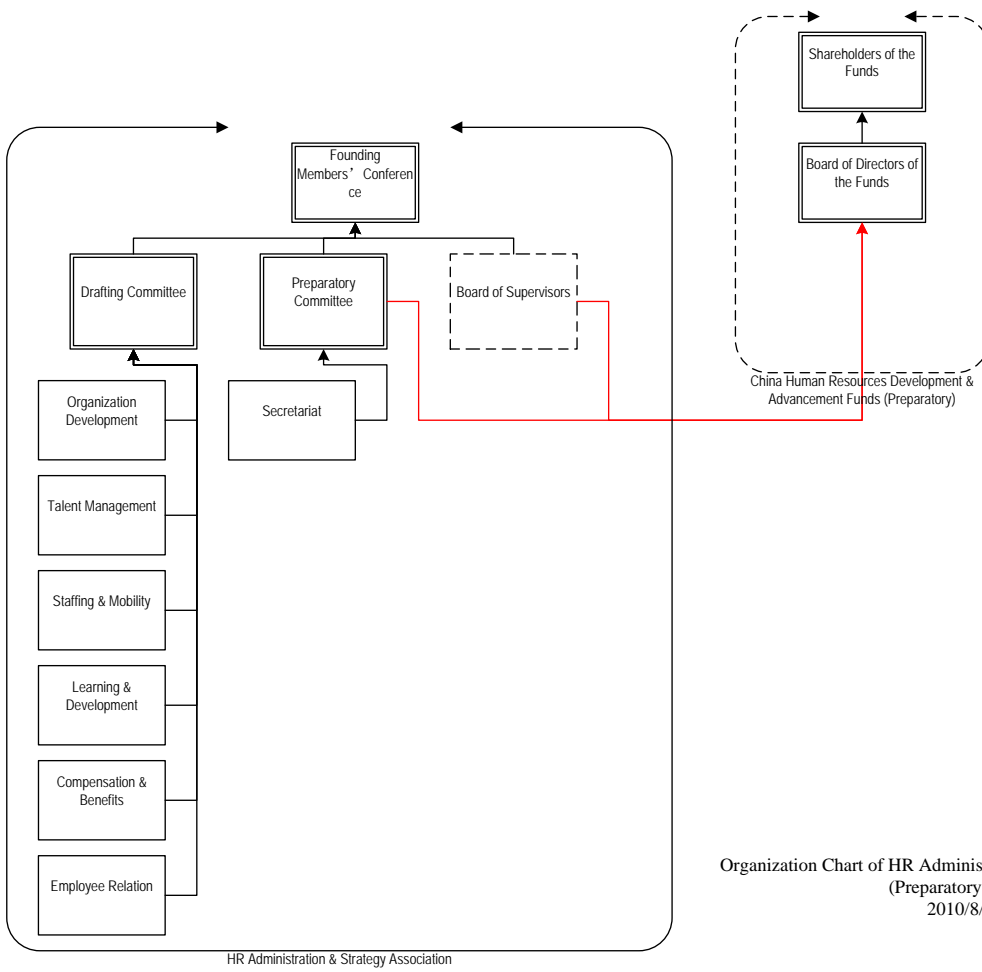 Shareholders of the
Funds
Board of Directors of
the Funds
China Human Resources Development &
Advancement Funds (Preparatory)
Founding
Members’ Conferen
ce
Drafting Committee
Preparatory
Committee
Board of Supervisors
Organization
Development
Secretariat
Talent Management
Staffing & Mobility
Learning &
Development
Compensation &
Benefits
Employee Relation
HR Administration & Strategy Association
Organization Chart of HR Adminis
(Preparatory
2010/8/